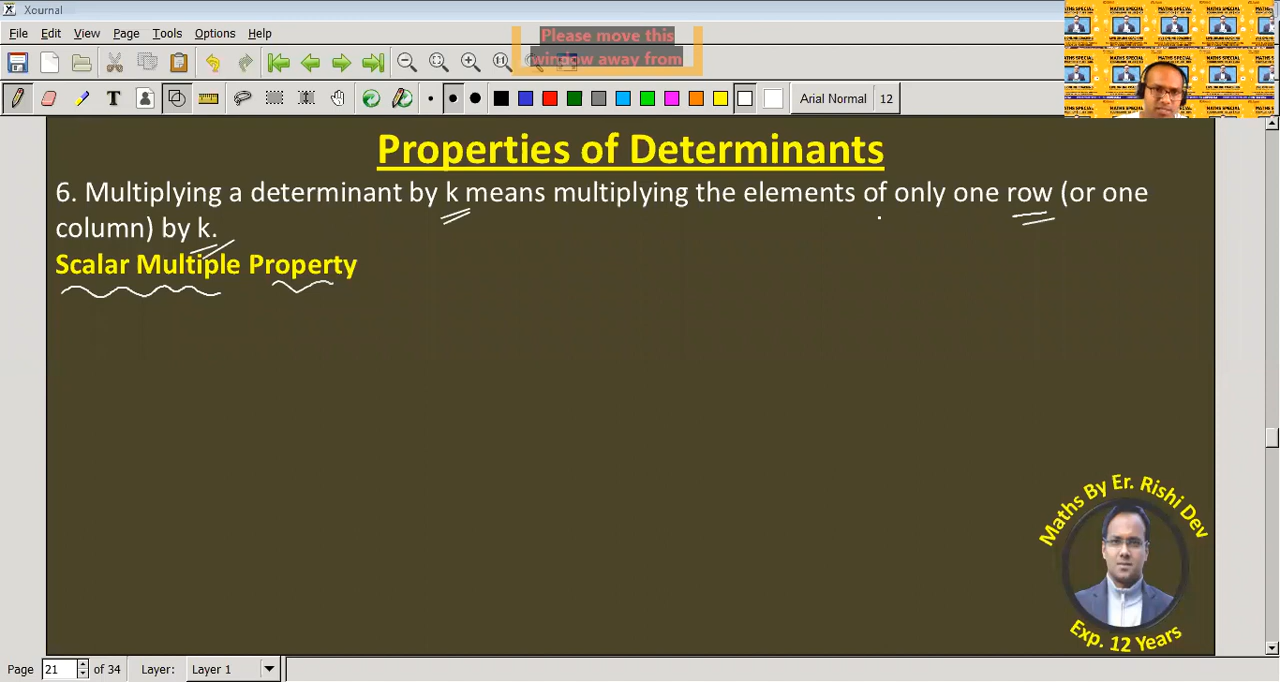 Xournal
File Edit View Page Tools Options Help
Please move this
window away from
Arial Normal 12
Properties of Determinants
6. Multiplying a determinant by k means multiplying the elements of only one row (or one
column) by k.
Scalar Multiple Property
Maths By Er. Rishi Dev
Exp. 12 Years
Page 21 of 34 Layer: Layer 1